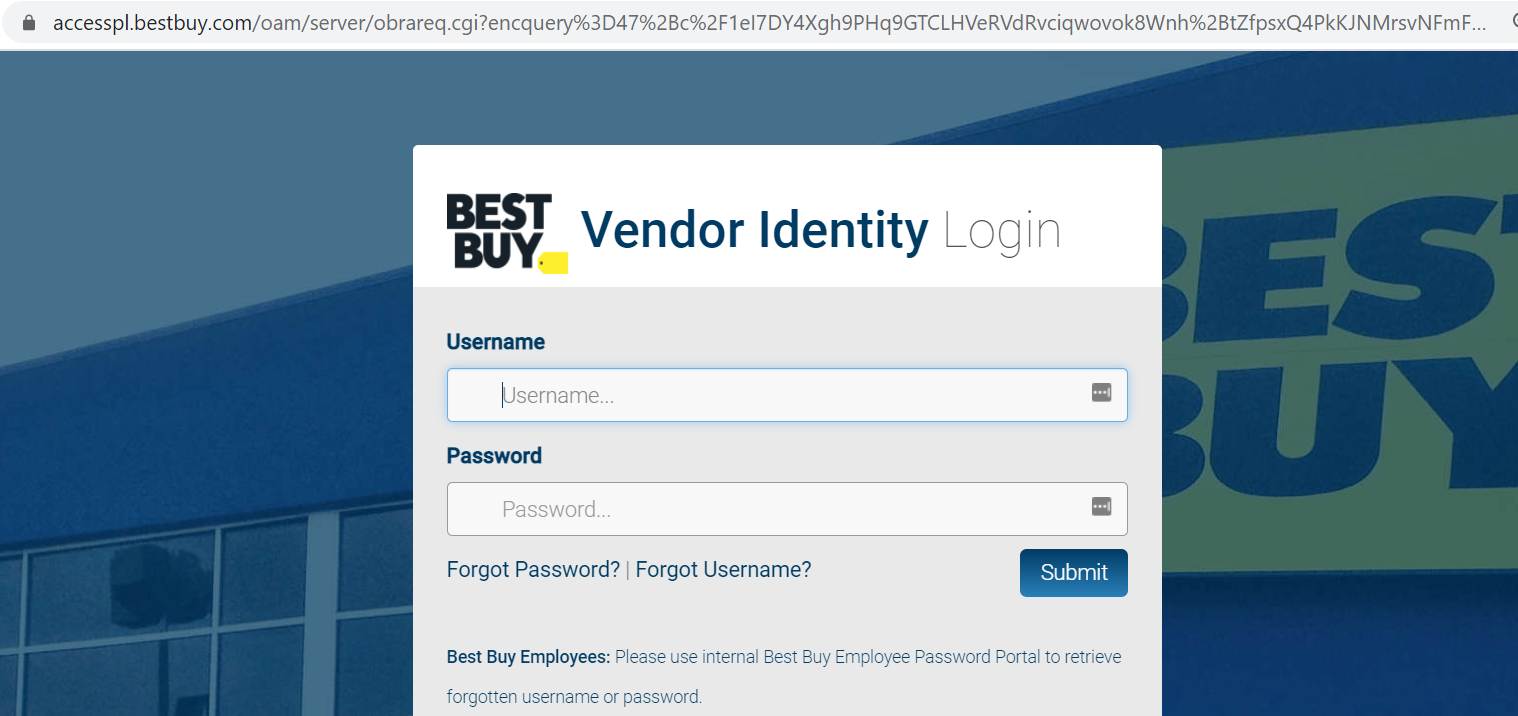 accesspl.bestbuy.com/oam/server/obrareq.cgi?encquery%3D47%2Bc%2F1eI7DY4Xgh9PHq9GTCLHVeRVdRvciqwovok8Wnh%2BtZfpsxQ4PkKJNMrsvNFmF...
BEST
BUY
Vendor Identity Login
BEST
BUY
Username
Username...
Password
Password...
Forgot Password? | Forgot Username?
Submit
Best Buy Employees: Please use internal Best Buy Employee Password Portal to retrieve
forgotten username or password.